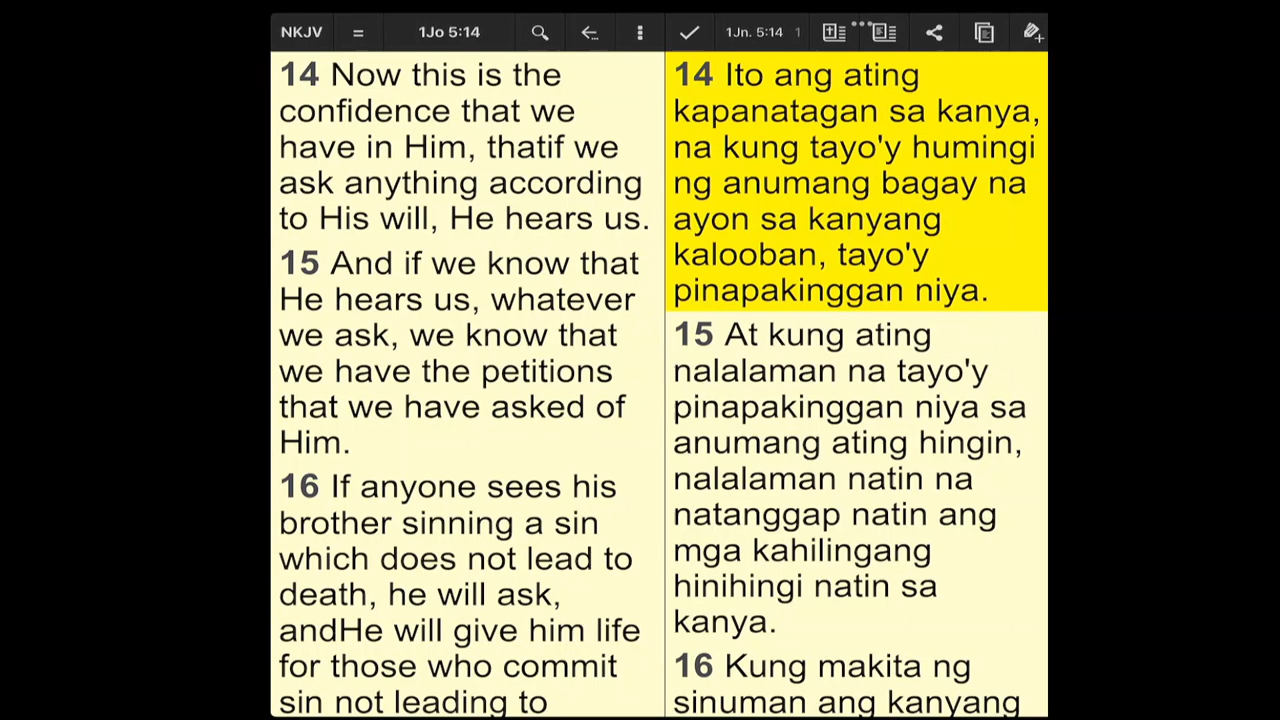 NKJV = 1Jo 5:14
14 Now this is the
confidence that we
have in Him, thatif we
ask anything according
to His will, He hears us.
15 And if we know that
He hears us, whatever
we ask, we know that
we have the petitions
that we have asked of
Him.
16 If anyone sees his
brother sinning a sin
which does not lead to
death, he will ask,
andHe will give him life
for those who commit
sin not leading to
1Jn. 5:14 1
14 Ito ang ating
kapanatagan sa kanya,
na kung tayo'y humingi
ng anumang bagay na
ayon sa kanyang
kalooban, tayo'y
pinapakinggan niya.
15 At kung ating
nalalaman na tayo'y
pinapakinggan niya sa
anumang ating hingin,
nalalaman natin na
natanggap natin ang
mga kahilingang
hinihingi natin sa
kanya.
16 Kung makita ng
sinuman ang kanyang